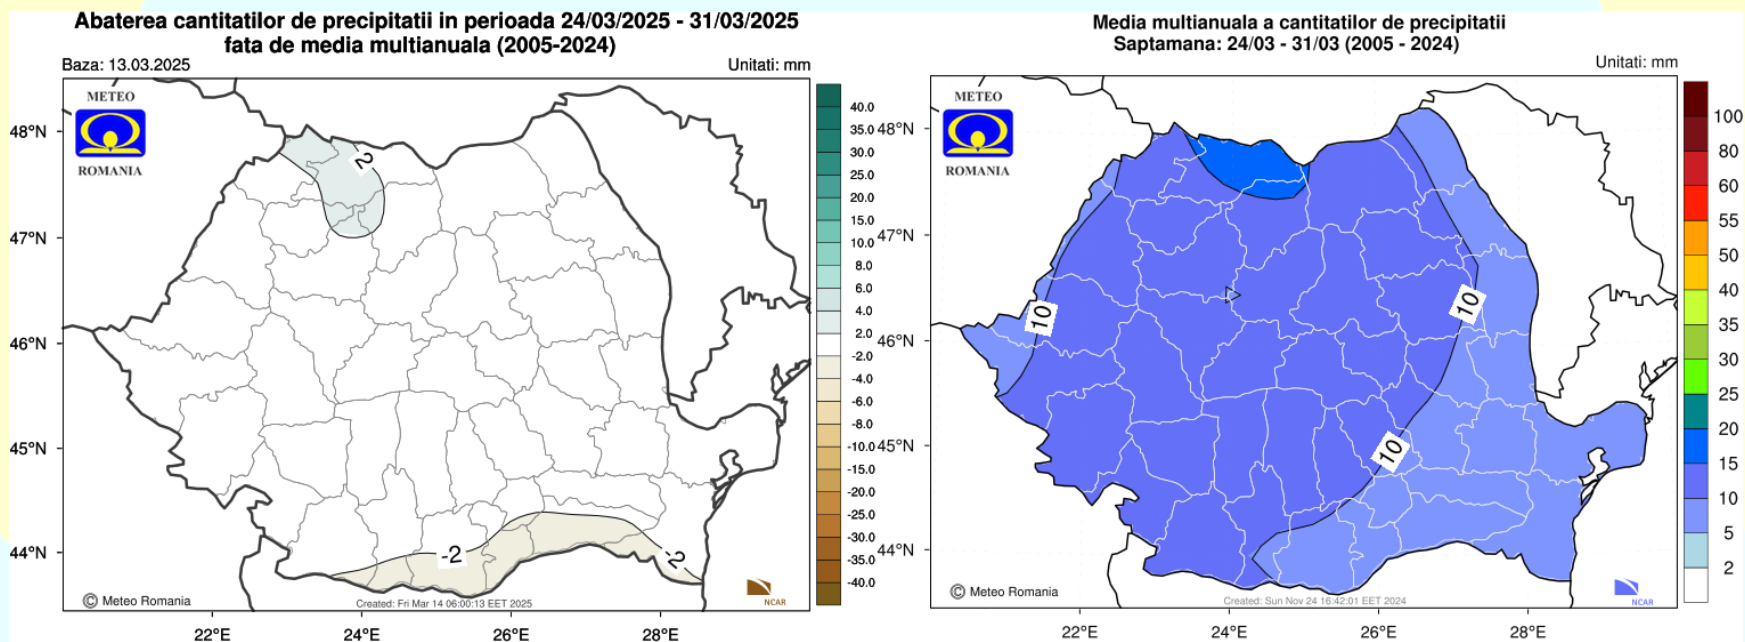 Abaterea cantitatilor de precipitatii in perioada 24/03/2025 - 31/03/2025
fata de media multianuala (2005-2024)
Baza: 13.03.2025
Unitati: mm
METEO
ROMANIA
48°N
47°N
46°N
45°N
44°N
2
-2
-2
40.0
35.0
30.0
25.0
20.0
15.0
10.0
8.0
6.0
4.0
2.0
-2.0
-4.0
-6.0
-8.0
-10.0
-15.0
-20.0
-25.0
-30.0
-35.0
-40.0
© Meteo Romania
Created: Fri Mar 14 06:00:13 EET 2025
NCAR
22°E
24°E
26°E
28°E
Media multianuala a cantitatilor de precipitatii
Saptamana: 24/03 - 31/03 (2005 - 2024)
Unitati: mm
METEO
ROMANIA
48°N
47°N
46°N
45°N
44°N
10
10
10
100
80
60
55
50
40
35
30
25
20
15
10
5
2
© Meteo Romania
Created: Sun Nov 24 16:42:01 EET 2024
NCAR
22°E
24°E
26°E
28°E